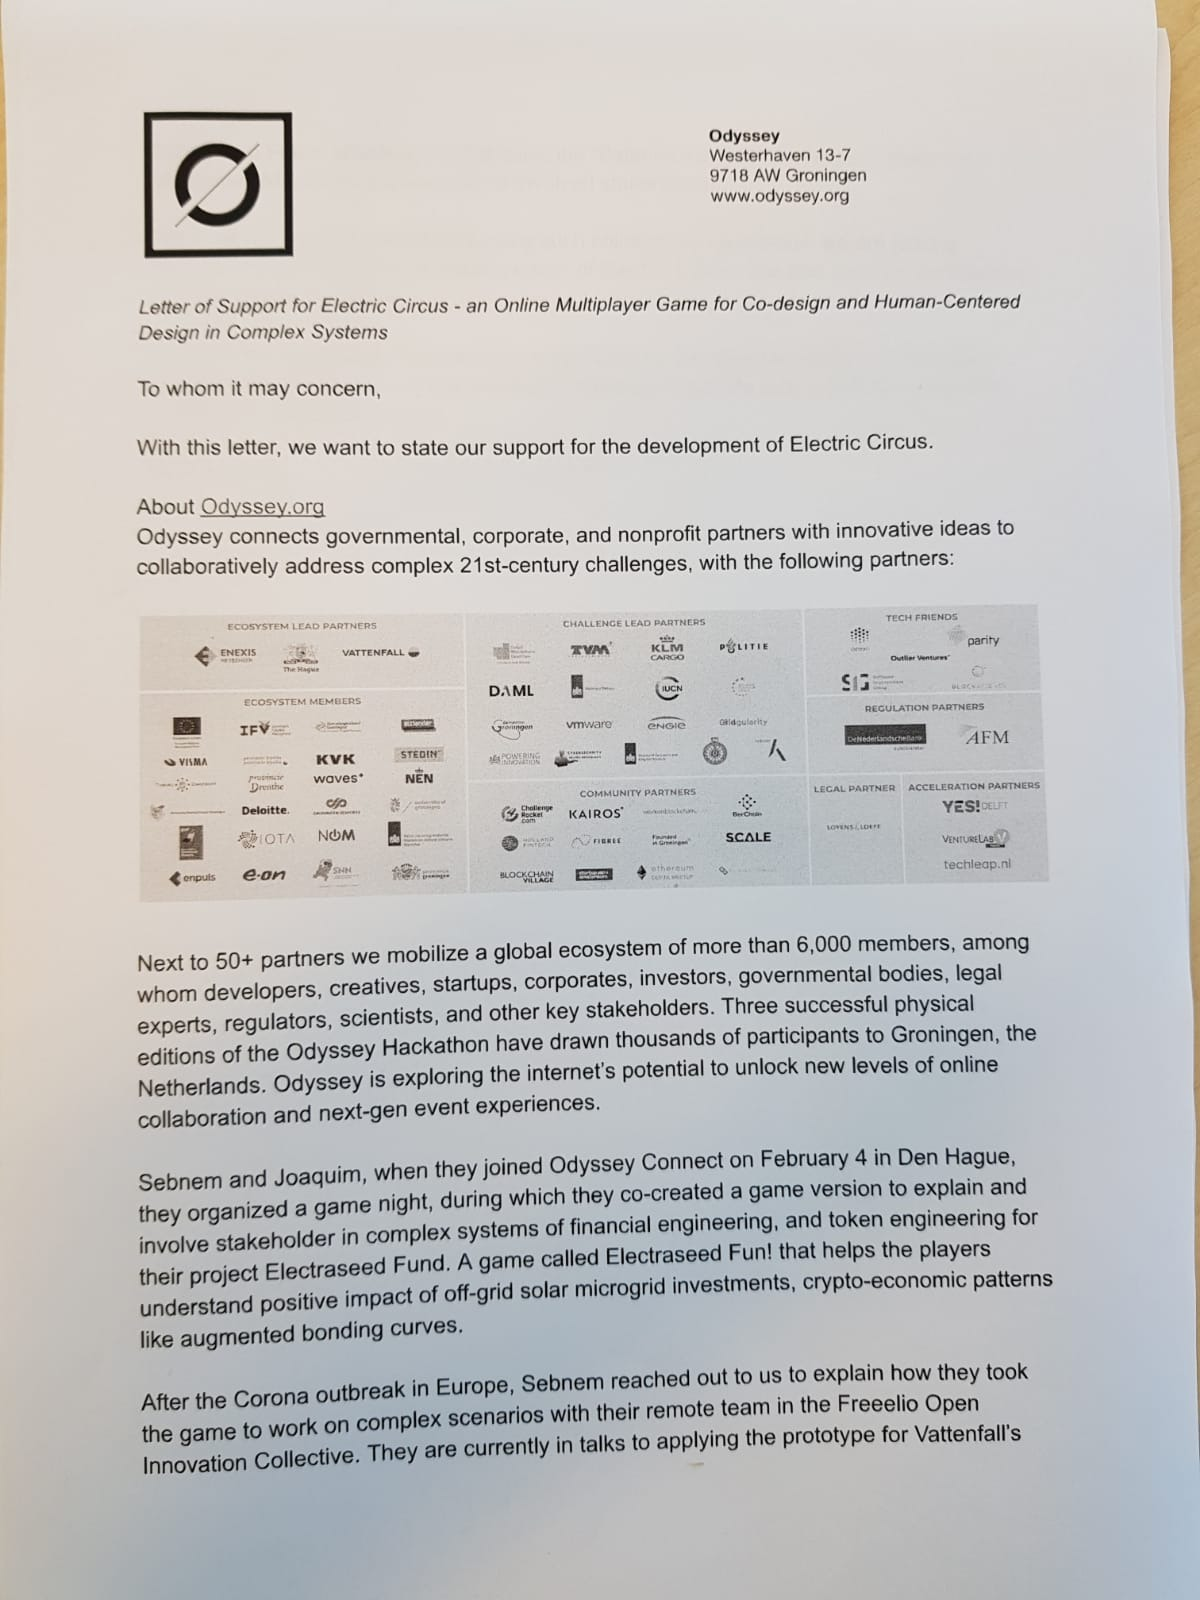 Odyssey
Westerhaven 13-7
9718 AW Groningen
www.odyssey.org
Letter of Support for Electric Circus - an Online Multiplayer Game for Co-design and Human-Centered
Design in Complex Systems
To whom it may concern,
With this letter, we want to state our support for the development of Electric Circus.
About Odyssey.org
Odyssey connects governmental, corporate, and nonprofit partners with innovative ideas to
collaboratively address complex 21st-century challenges, with the following partners:
ECOSYSTEM LEAD PARTNERS
ENEXIS
The Hague
VATTENFALL
ECOSYSTEM MEMBERS
IFV
VISMA
KVK
STEDIN
provincie Drenthe
waves
NEN
Deloitte.
IOTA
NOM
enpuls
e-on
SNN
groningen
CHALLENGE LEAD PARTNERS
TVM
KLM
CARGO
POLITIE
DAML
IUCN
Groningen
vmware
ENGIE
GRidgularity
POWERING
INNOVATION
COMMUNITY PARTNERS
Challenge
Rocket
.com
KAIROS
BerChain
HOLLAND
FINTECH
FIBREE
Founded
in Groningen
SCALE
BLOCKCHAIN
VILLAGE
ethereum
TECH FRIENDS
parity
Outlier Ventures
SIG
REGULATION PARTNERS
DeNederlandscheBank
AFM
LEGAL PARTNER
LOYENS & LOEFF
ACCELERATION PARTNERS
YES!DELFT
VENTURELAB
techleap.nl
Next to 50+ partners we mobilize a global ecosystem of more than 6,000 members, among
whom developers, creatives, startups, corporates, investors, governmental bodies, legal
experts, regulators, scientists, and other key stakeholders. Three successful physical
editions of the Odyssey Hackathon have drawn thousands of participants to Groningen, the
Netherlands. Odyssey is exploring the internet's potential to unlock new levels of online
collaboration and next-gen event experiences.
Sebnem and Joaquim, when they joined Odyssey Connect on February 4 in Den Hague,
they organized a game night, during which they co-created a game version to explain and
involve stakeholder in complex systems of financial engineering, and token engineering for
their project Electraseed Fund. A game called Electraseed Fun! that helps the players
understand positive impact of off-grid solar microgrid investments, crypto-economic patterns
like augmented bonding curves.
After the Corona outbreak in Europe, Sebnem reached out to us to explain how they took
the game to work on complex scenarios with their remote team in the Freeelio Open
Innovation Collective. They are currently in talks to applying the prototype for Vattenfall's